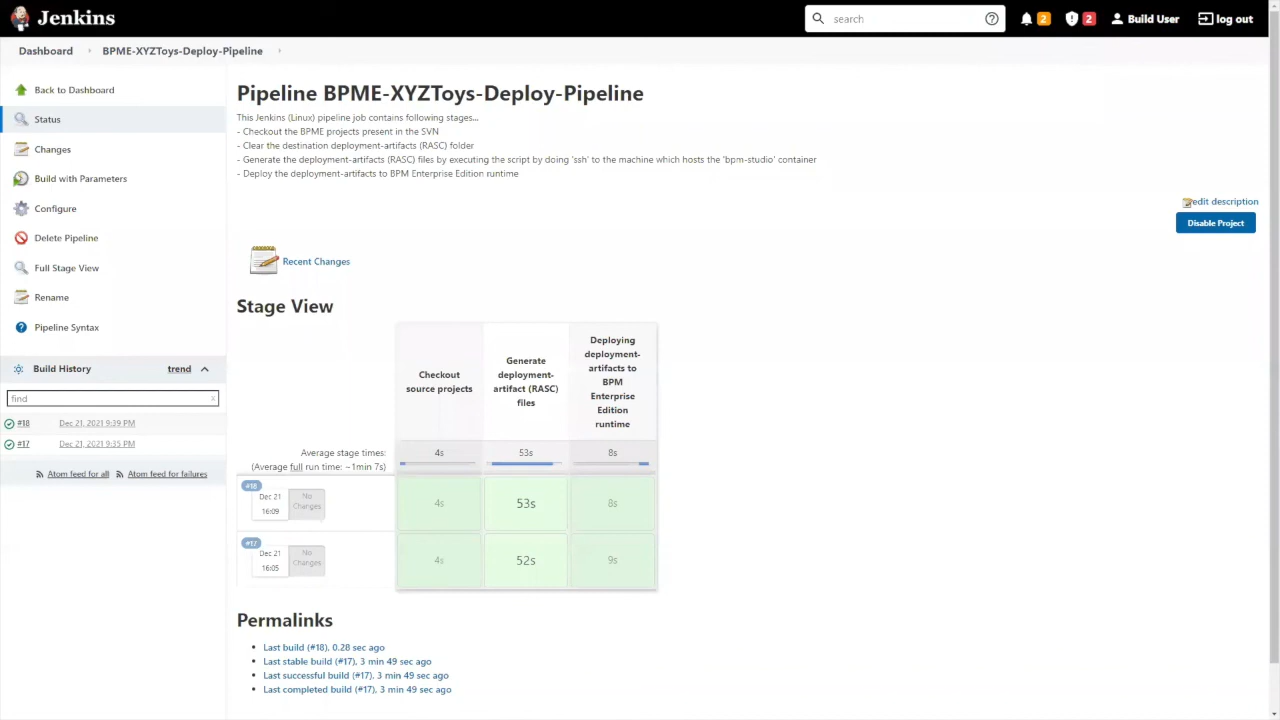 Jenkins
search
2
2
Build User
log out
Dashboard
BPME-XYZToys-Deploy-Pipeline
Back to Dashboard
Status
Changes
Build with Parameters
Configure
Delete Pipeline
Full Stage View
Rename
Pipeline Syntax
Build History
trend
find
x
#18 Dec 21, 2021 9:39 PM
#17 Dec 21, 2021 9:35 PM
Atom feed for all Atom feed for failures
Pipeline BPME-XYZToys-Deploy-Pipeline
This Jenkins (Linux) pipeline job contains following stages...
- Checkout the BPME projects present in the SVN
- Clear the destination deployment-artifacts (RASC) folder
- Generate the deployment-artifacts (RASC) files by executing the script by doing 'ssh' to the machine which hosts the 'bpm-studio' container
- Deploy the deployment-artifacts to BPM Enterprise Edition runtime
edit description
Disable Project
Recent Changes
Stage View
Checkout
source projects
Generate
deployment-
artifact (RASC)
files
Deploying
deployment-
artifacts to
BPM
Enterprise
Edition
runtime
Average stage times:
(Average full run time: ~1min 7s)
4s
53s
8s
#18
Dec 21
16:09
No
Changes
4s
53s
8s
#17
Dec 21
16:05
No
Changes
4s
52s
9s
Permalinks
Last build (#18), 0.28 sec ago
Last stable build (#17), 3 min 49 sec ago
Last successful build (#17), 3 min 49 sec ago
Last completed build (#17), 3 min 49 sec ago